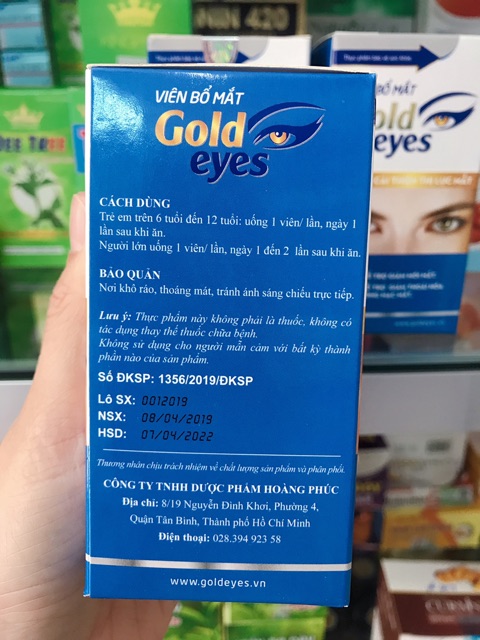 VIÊN BỔ MẮT
Gold
eyes
CÁCH DÙNG
Trẻ em trên 6 tuổi đến 12 tuổi: uống 1 viên/ lần, ngày 1
lần sau khi ăn.
Người lớn uống 1 viên/ lần, ngày 1 đến 2 lần sau khi ăn.
BẢO QUẢN
Nơi khô ráo, thoáng mát, tránh ánh sáng chiếu trực tiếp.
Lưu ý: Thực phẩm này không phải là thuốc, không có
tác dụng thay thế thuốc chữa bệnh.
Không sử dụng cho người mẫn cảm với bất kỳ thành
phần nào của sản phẩm.
Số ĐKSP: 1356/2019/ĐKSP
Lô SX: 0012019
NSX: 08/04/2019
HSD: 07/04/2022
Thương nhân chịu trách nhiệm về chất lượng sản phẩm và phân phối.
CÔNG TY TNHH DƯỢC PHẨM HOÀNG PHÚC
Địa chỉ: 8/19 Nguyễn Đình Khơi, Phường 4,
Quận Tân Bình, Thành phố Hồ Chí Minh
Điện thoại: 028.394 923 58
www.goldeyes.vn
BỔ MẮT